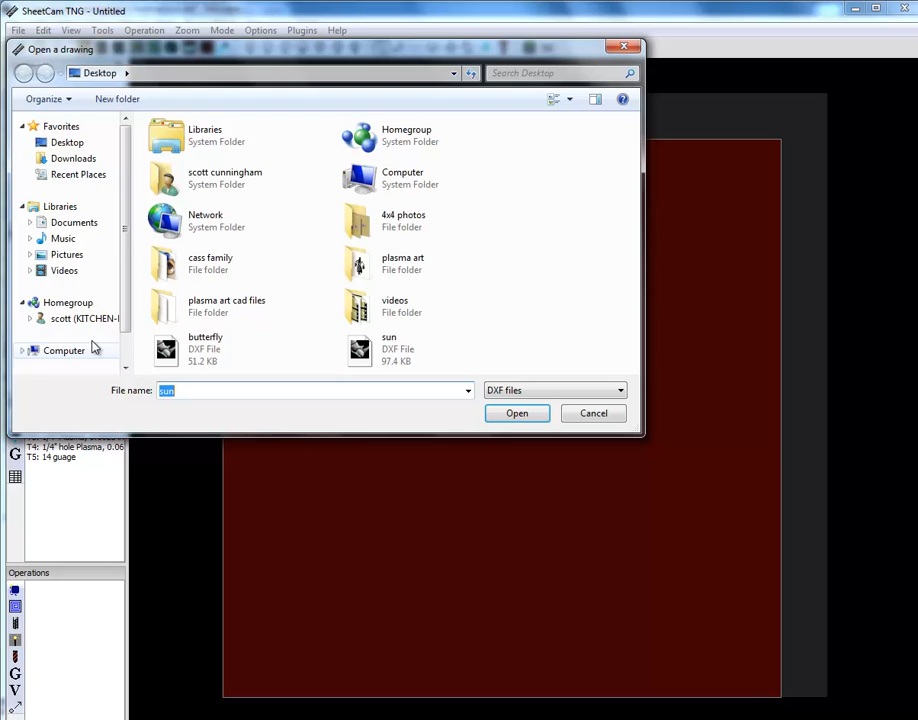 SheetCam TNG - Untitled
File Edit View Tools Operation Zoom Mode Options Plugins Help
Open a drawing
Desktop
Search Desktop
Organize New folder
Favorites
Desktop
Downloads
Recent Places
Libraries
Documents
Music
Pictures
Videos
Homegroup
scott (KITCHEN-
Computer
Libraries
System Folder
Homegroup
System Folder
scott cunningham
System Folder
Computer
System Folder
Network
System Folder
4x4 photos
File folder
cass family
File folder
plasma art
File folder
plasma art cad files
File folder
videos
File folder
butterfly
DXF File
51.2 KB
sun
DXF File
97.4 KB
File name: sun
DXF files
Open
Cancel
T4: 1/4" hole Plasma, 0.06
T5: 14 guage
Operations